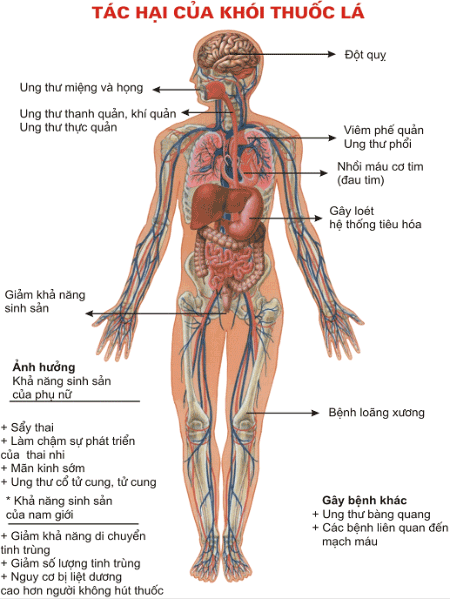 TÁC HẠI CỦA KHÓI THUỐC LÁ
Đột quỵ
Ung thư miệng và họng
Ung thư thanh quản, khí quản
Ung thư thực quản
Viêm phế quản
Ung thư phổi
Nhồi máu cơ tim
(đau tim)
Gây loét
hệ thống tiêu hóa
Giảm khả năng
sinh sản
Ảnh hưởng
Khả năng sinh sản
của phụ nữ
+ Sẩy thai
+ Làm chậm sự phát triển
của thai nhi
+ Mãn kinh sớm
+ Ung thư cổ tử cung, tử cung
* Khả năng sinh sản
của nam giới
+ Giảm khả năng di chuyển
tinh trùng
+ Giảm số lượng tinh trùng
+ Nguy cơ bị liệt dương
cao hơn người không hút thuốc
Bệnh loãng xương
Gây bệnh khác
+ Ung thư bàng quang
+ Các bệnh liên quan đến
mạch máu